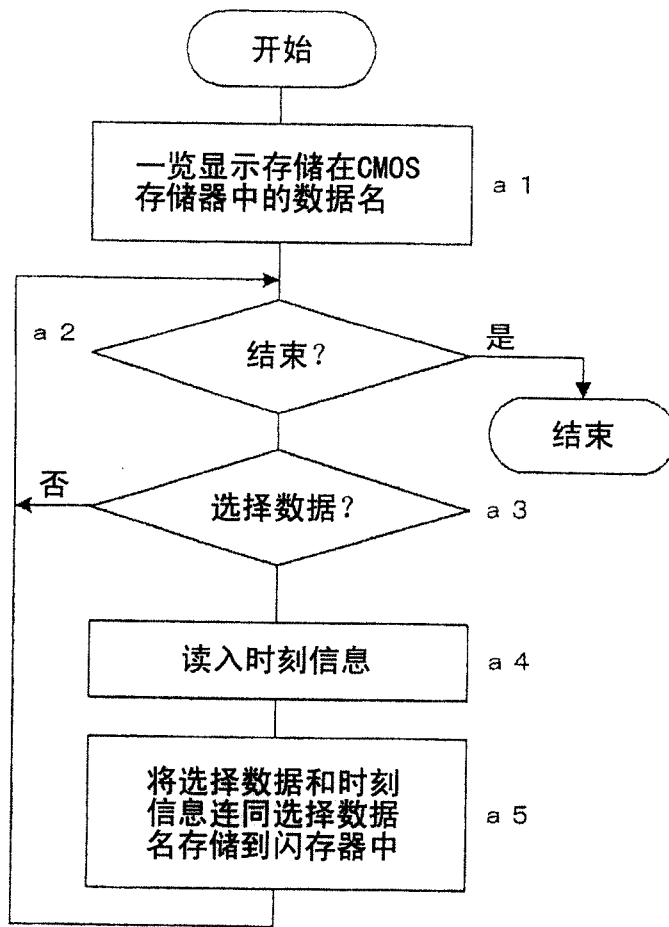 开始
一览显示存储在CMOS
存储器中的数据名
a 1
a 2
结束?
是
结束
否
选择数据?
a 3
读入时刻信息
a 4
将选择数据和时刻
信息连同选择数据
名存储到闪存器中
a 5